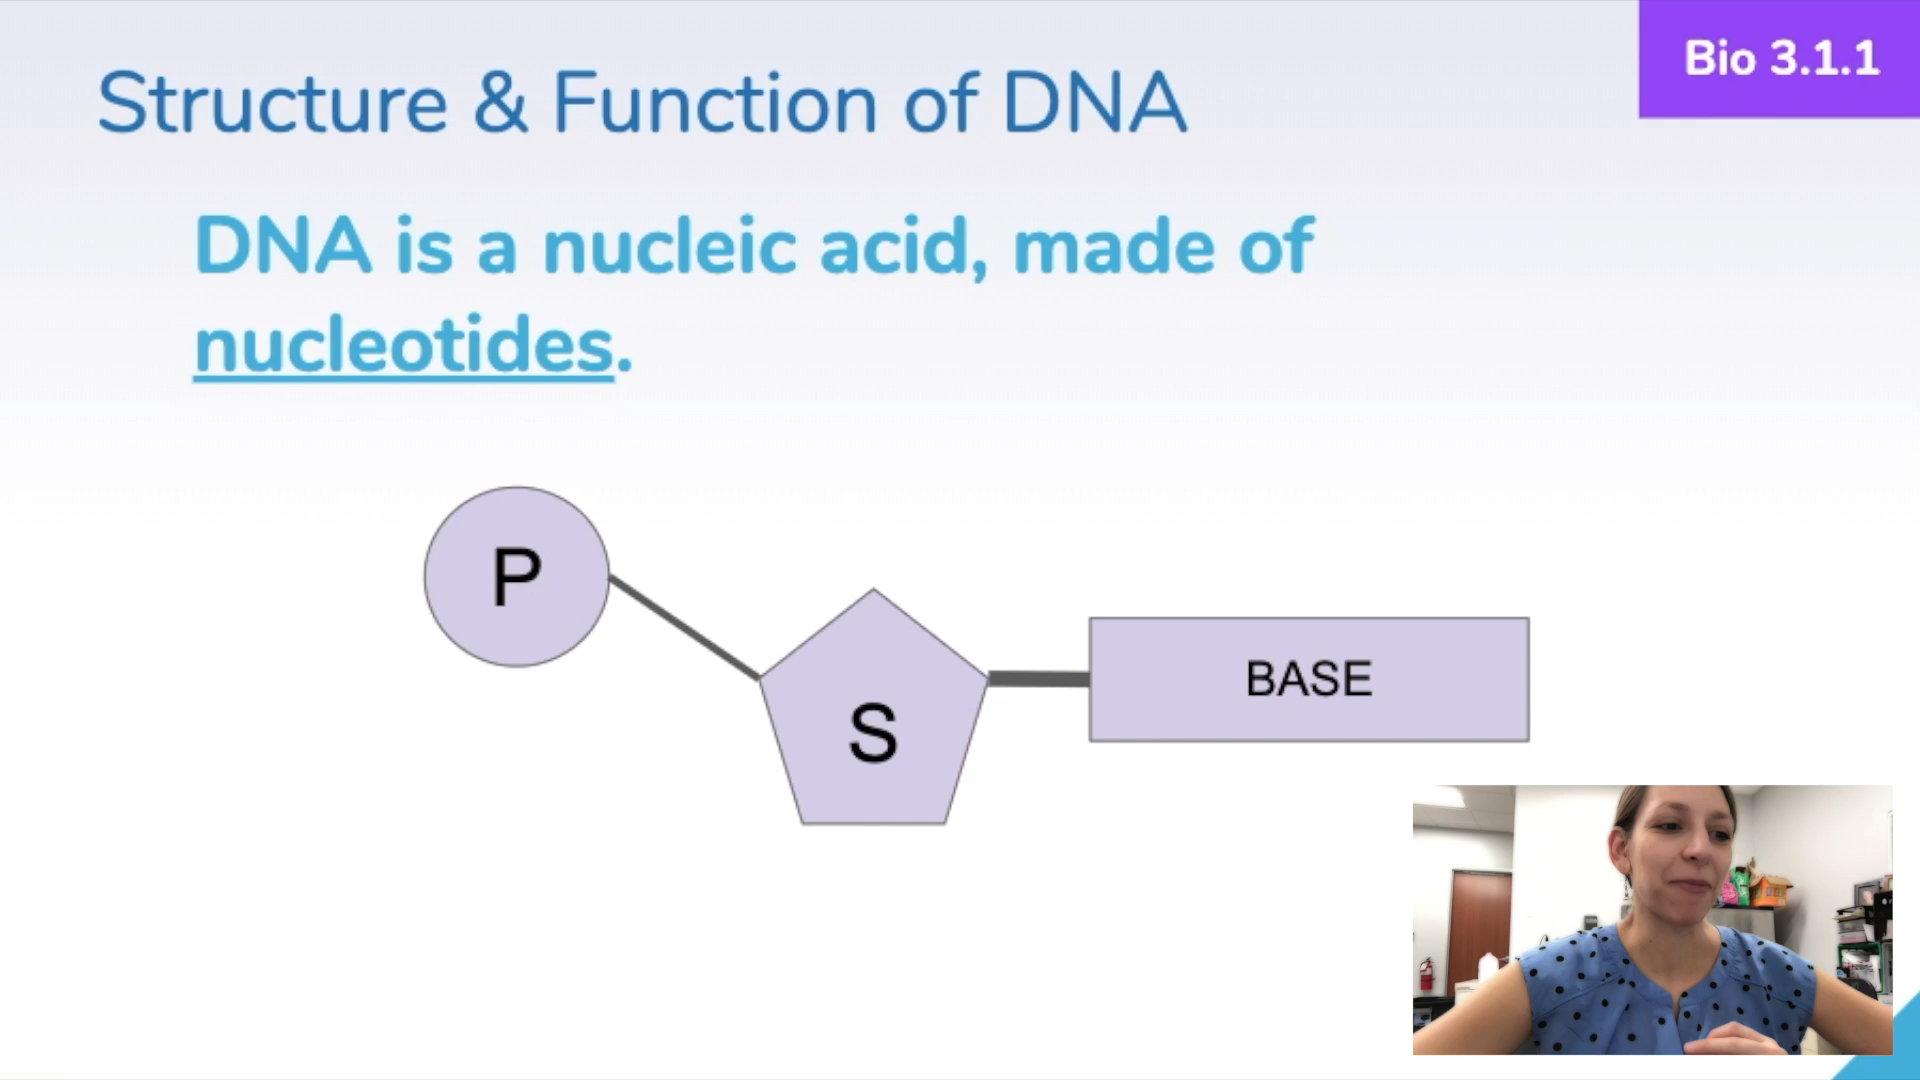 Bio 3.1.1
Structure & Function of DNA
DNA is a nucleic acid, made of
nucleotides.
P
S
BASE